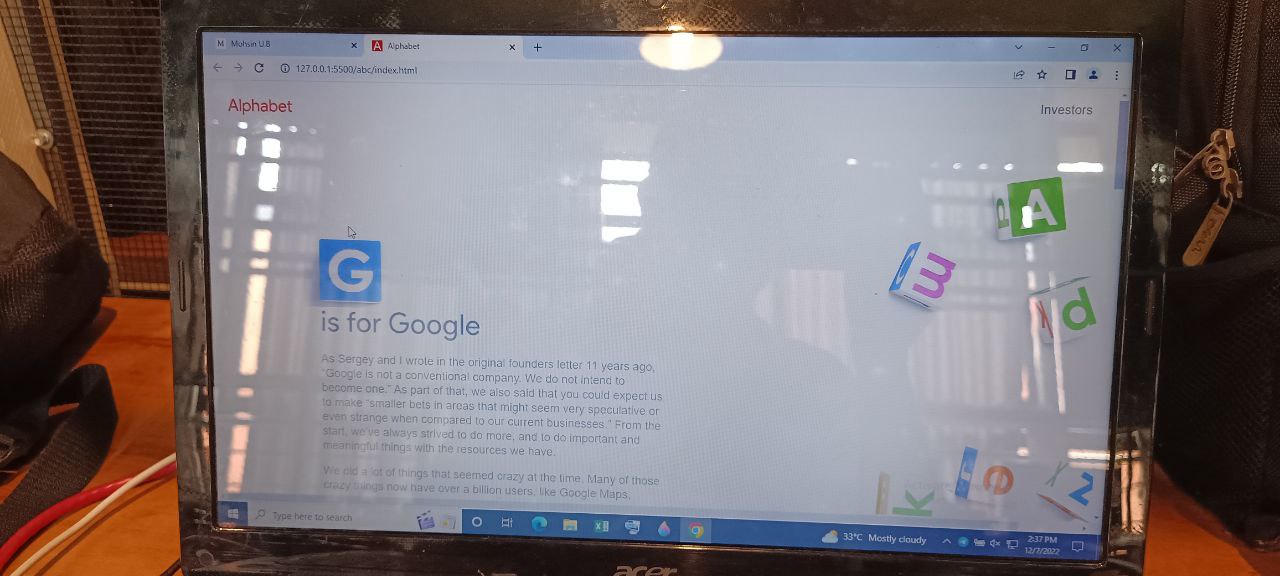 M Mohsin U.B
A Alphabet
127.0.0.1:5500/abc/index.html
Alphabet
Investors
A
m
d
G
is for Google
As Sergey and I wrote in the original founders letter 11 years ago,
"Google is not a conventional company. We do not intend to
become one." As part of that, we also said that you could expect us
to make "smaller bets in areas that might seem very speculative or
even strange when compared to our current businesses." From the
start, we've always strived to do more, and to do important and
meaningful things with the resources we have.
We did a lot of things that seemed crazy at the time. Many of those
crazy things now have over a billion users, like Google Maps,
k
e
z
Type here to search
33°C Mostly cloudy
2:37 PM
12/7/2022
acer